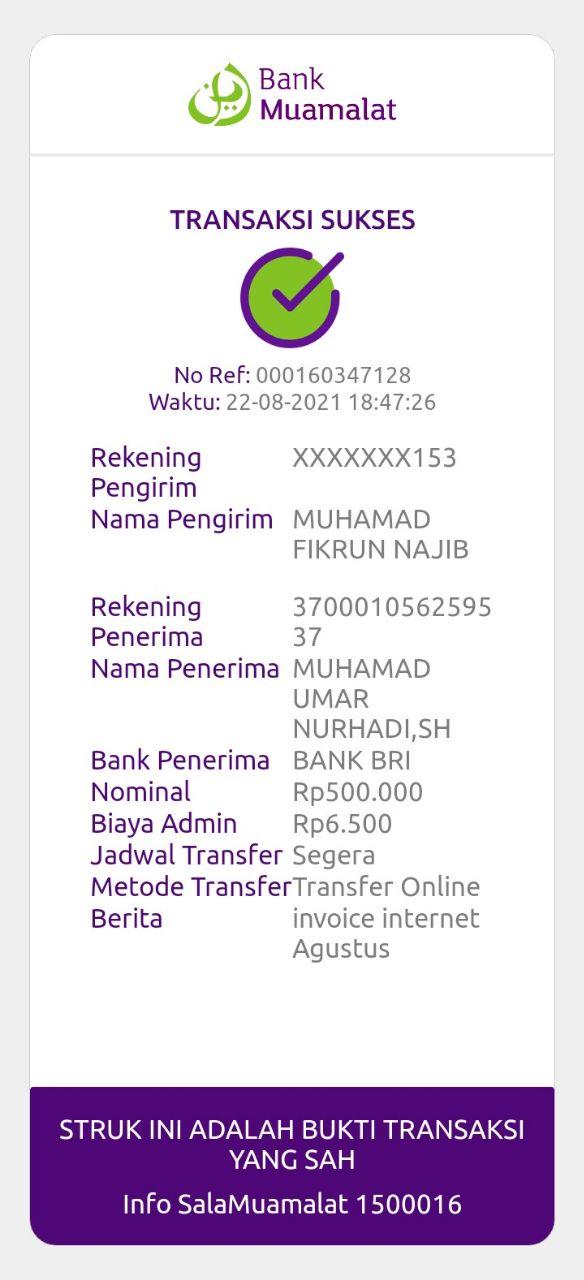 Bank
Muamalat
TRANSAKSI SUKSES
No Ref: 000160347128
Waktu: 22-08-2021 18:47:26
Rekening Pengirim XXXXXXX153
Nama Pengirim MUHAMAD
FIKRUN NAJIB
Rekening Penerima 3700010562595
37
Nama Penerima MUHAMAD
UMAR
NURHADI,SH
Bank Penerima BANK BRI
Nominal Rp500.000
Biaya Admin Rp6.500
Jadwal Transfer Segera
Metode Transfer Transfer Online
Berita invoice internet
Agustus
STRUK INI ADALAH BUKTI TRANSAKSI
YANG SAH
Info SalaMuamalat 1500016